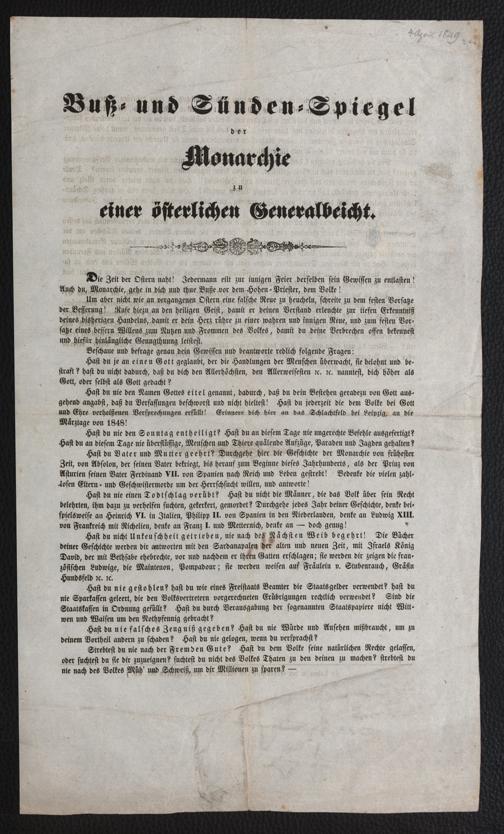 4 April 1849
Buß- und Sünden-Spiegel
der
Monarchie
zu
einer österlichen Generalbeicht.
Die Zeit der Ostern naht! Jedermann eilt zur innigen Feier derselben sein Gewissen zu entlasten!
Auch du, Monarchie, gehe in dich und thue Buße vor dem Hohen-Priester, dem Volke!
Um aber nicht wie an vergangenen Ostern eine falsche Reue zu heucheln, schreite zu dem festen Vorsatze
der Besserung! Rufe hiezu an den heiligen Geist, damit er deinen Verstand erleuchte zur tiefen Erkenntniß
deines bisherigen Handelns, damit er dein Herz rühre zu einer wahren und innigen Reue, und zum festen Vor-
satze eines bessern Willens zum Nutzen und Frommen des Volkes, damit du deine Verbrechen offen bekennest
und hiefür hinlängliche Genugthuung leistest.
Beschaue und befrage genau dein Gewissen und beantworte redlich folgende Fragen:
Hast du je an einen Gott geglaubt, der die Handlungen der Menschen überwacht, sie belohnt und be-
straft? hast du nicht dadurch, daß du dich den Allerhöchsten, den Allerweisesten ꝛc. ꝛc. nanntest, dich höher als
Gott, oder selbst als Gott gedacht?
Hast du nie den Namen Gottes eitel genannt, dadurch, daß du dein Bestehen geradezu von Gott aus-
gehend angabst, daß du Verfassungen beschworst und nicht hieltest! Hast du jederzeit die dem Volke bei Gott
und Ehre verheißenen Versprechungen erfüllt! Erinnere dich hier an das Schlachtfeld bei Leipzig, an die
Märztage von 1848!
Hast du nie den Sonntag entheiligt? Hast du an diesem Tage nie ungerechte Befehle ausgefertigt?
Hast du an diesem Tage nie überflüssige, Menschen und Thiere quälende Aufzüge, Paraden und Jagden gehalten?
Hast du Vater und Mutter geehrt? Durchgehe hier die Geschichte der Monarchie von frühester
Zeit, von Absolon, der seinen Vater bekriegt, bis herauf zum Beginne dieses Jahrhunderts, als der Prinz von
Asturien seinen Vater Ferdinand VII. von Spanien nach Reich und Leben gestrebt! Bedenke die vielen zahl-
losen Eltern- und Geschwistermorde um der Herrschsucht willen, und antworte!
Hast du nie einen Todtschlag verübt? Hast du nicht die Männer, die das Volk über sein Recht
belehrten, ihm dazu zu verhelfen suchten, gekerkert, gemordet? Durchgehe jedes Jahr deiner Geschichte, denke bei-
spielsweise an Heinrich VI. in Italien, Philipp II. von Spanien in den Niederlanden, denke an Ludwig XIII.
von Frankreich mit Richelieu, denke an Franz I. und Metternich, denke an — doch genug!
Hast du nicht Unkeuschheit getrieben, nie nach des Nächsten Weib begehrt! Die Bücher
deiner Geschichte werden dir antworten mit den Sardanapalen der alten und neuen Zeit, mit Israels König
David, der mit Bethsabe ehebrecht, vor und nachdem er ihren Gatten erschlagen; sie werden dir zeigen die fran-
zösischen Ludwige, die Maintenon, Pompadour; sie werden weisen auf Fräulein v. Stubenrauch, Gräfin
Hundsfeld ꝛc. ꝛc.
Hast du nie gestohlen? hast du wie eines Freistaats Beamter die Staatsgelder verwendet? hast du
nie Sparkassen geleert, die den Volksvertretern vorgerechneten Erübrigungen rechtlich verwendet? Sind die
Staatskassen in Ordnung gefüllt? Hast du durch Verausgabung der sogenannten Staatspapiere nicht Witt-
wen und Waisen um den Nothpfennig gebracht?
Hast du nie falsches Zeugniß gegeben? Hast du nie Würde und Ansehen mißbraucht, um zu
deinem Vortheil andern zu schaden? Hast du nie gelogen, wenn du versprachst?
Strebtest du nie nach der Fremden Gute? Hast du dem Volke seine natürlichen Rechte gelassen,
oder suchtest du sie dir zuzueignen? suchtest du nicht des Volkes Thaten zu den deinen zu machen? strebtest du
nie nach des Volkes Müh' und Schweiß, um dir Millionen zu sparen? —